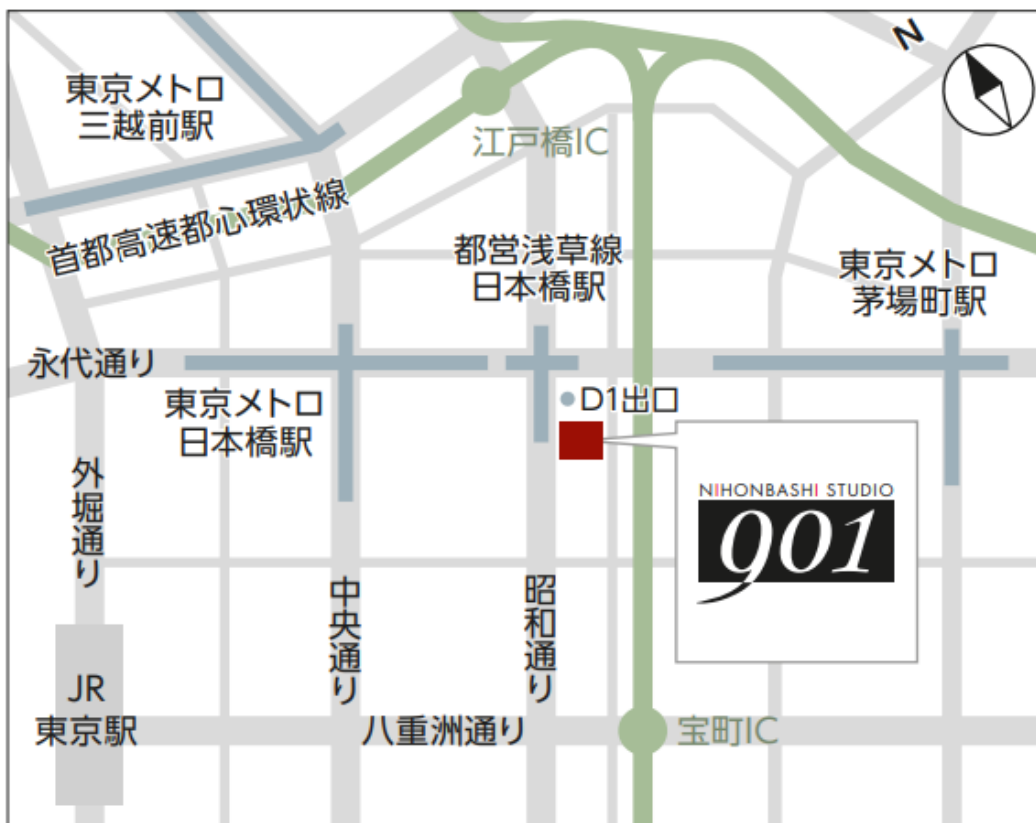 N
東京メトロ
三越前駅
江戸橋IC
首都高速都心環状線
都営浅草線
日本橋駅
東京メトロ
茅場町駅
永代通り
東京メトロ
日本橋駅
D1出口
NIHONBASHI STUDIO
901
外堀通り
中央通り
昭和通り
JR
東京駅
八重洲通り
宝町IC